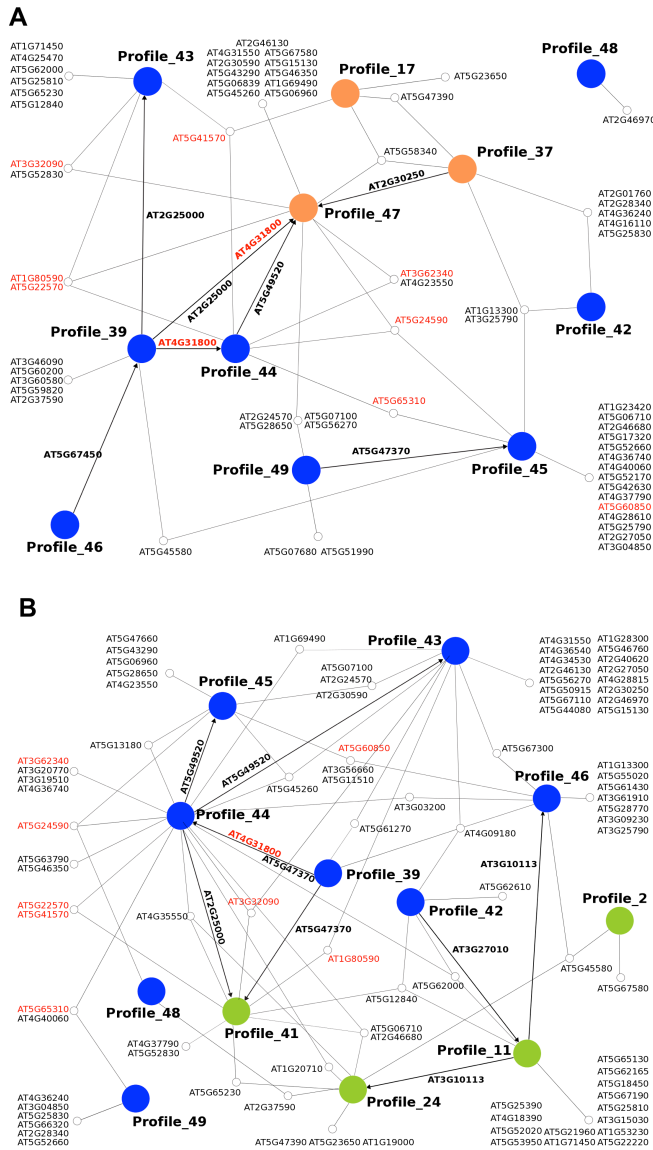 A
AT1G71450
AT4G25470
AT5G62000
AT5G25810
AT5G65230
AT5G12840
Profile_43
AT2G46130
AT4G31550 AT5G67580
AT2G30590 AT5G15130
AT5G43290 AT5G46350
AT5G06839 AT1G69490
AT5G45260 AT5G06960
Profile_17
AT5G23650
AT5G47390
Profile_48
AT2G46970
AT5G41570
AT5G58340
Profile_37
AT3G32090
AT5G52830
AT2G30250
AT2G25000
Profile_47
AT4G31800
AT2G01760
AT2G28340
AT4G36240
AT4G16110
AT5G25830
AT1G80590
AT5G22570
AT2G25000
AT5G49520
AT3G62340
AT4G23550
Profile_39
AT4G31800
AT5G24590
AT1G13300
AT3G25790
Profile_42
Profile_44
AT3G46090
AT5G60200
AT3G60580
AT5G59820
AT2G37590
AT5G65310
AT2G24570 AT5G07100
AT5G28650 AT5G56270
AT5G67450
AT5G47370
Profile_49
Profile_45
AT1G23420
AT5G06710
AT2G46680
AT5G17320
AT5G52660
AT4G36740
AT4G40060
AT5G52170
AT5G42630
AT4G37790
AT5G60850
AT4G28610
AT5G25790
AT2G27050
AT3G04850
Profile_46
AT5G45580
AT5G07680 AT5G51990
B
AT5G47660
AT5G43290
AT5G06960
AT5G28650
AT4G23550
AT1G69490
Profile_43
AT5G07100
AT2G24570
AT2G30590
AT4G31550 AT1G28300
AT4G36540 AT5G46760
AT4G34530 AT2G40620
AT2G46130 AT2G27050
AT5G56270 AT4G28815
AT5G50915 AT2G30250
AT5G67110 AT2G46970
AT5G44080 AT5G15130
Profile_45
AT5G13180
AT5G49520
AT5G49520
AT5G60850
AT3G56660
AT5G11510
AT5G67300
AT3G62340
AT3G20770
AT3G19510
AT4G36740
AT5G45260
Profile_46
AT1G13300
AT5G55020
AT5G61430
AT3G61910
AT5G28770
AT3G09230
AT3G25790
AT3G03200
Profile_44
AT5G24590
AT4G31800
AT5G61270
AT4G09180
AT5G63790
AT5G46350
AT5G47370
Profile_39
AT3G10113
AT5G62610
Profile_2
AT5G22570
AT5G41570
AT4G35550
AT3G32090
AT2G25000
AT5G47370
Profile_42
AT3G27010
AT1G80590
AT5G45580
AT5G67580
AT5G62000
AT5G12840
Profile_48
AT5G65310
AT4G40060
Profile_41
AT5G06710
AT2G46680
AT4G37790
AT5G52830
Profile_11
AT1G20710
AT3G10113
AT5G65230
AT2G37590
Profile_24
AT4G36240
AT3G04850
AT5G25830
AT5G66320
AT2G28340
AT5G52660
Profile_49
AT5G47390 AT5G23650 AT1G19000
AT5G65130
AT5G62165
AT5G18450
AT5G67190
AT5G25390 AT5G25810
AT4G18390 AT3G15030
AT5G52020 AT5G21960 AT1G53230
AT5G53950 AT1G71450 AT5G22220